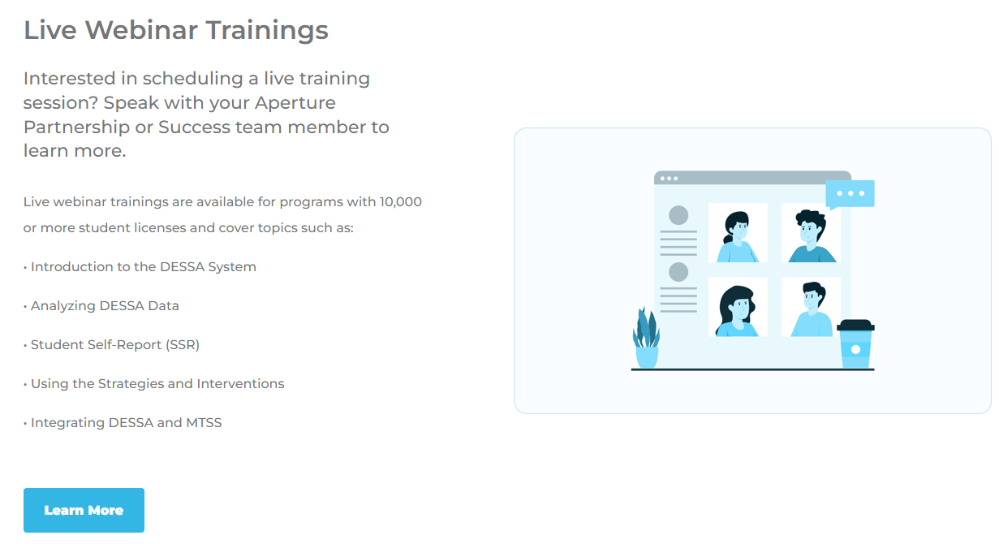 Live Webinar Trainings
Interested in scheduling a live training
session? Speak with your Aperture
Partnership or Success team member to
learn more.
Live webinar trainings are available for programs with 10,000
or more student licenses and cover topics such as:
• Introduction to the DESSA System
• Analyzing DESSA Data
• Student Self-Report (SSR)
• Using the Strategies and Interventions
• Integrating DESSA and MTSS
Learn More